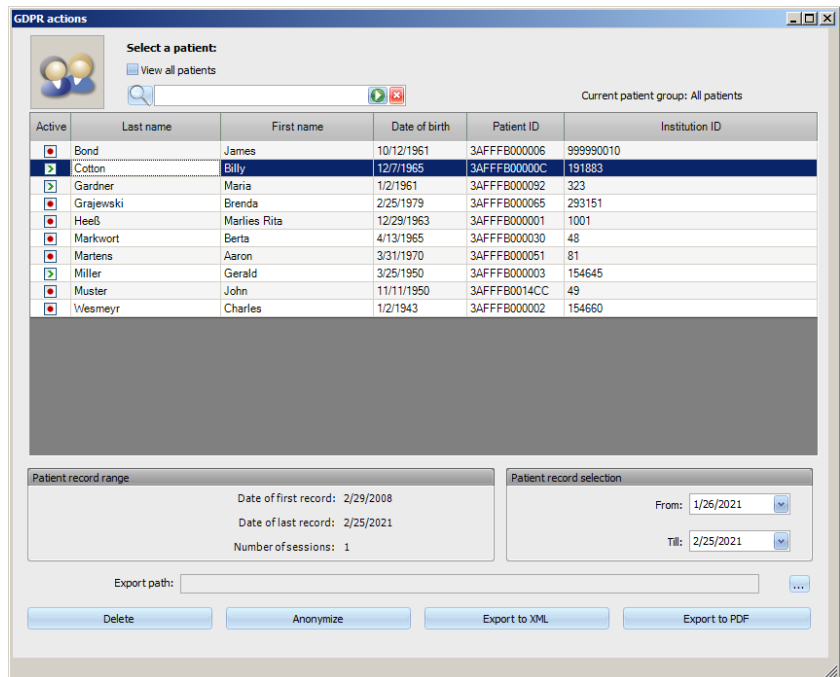 GDPR actions
Select a patient:
View all patients
Current patient group: All patients
Active Last name First name Date of birth Patient ID Institution ID
Bond James 10/12/1961 3AFFFB000006 999990010
Cotton Billy 12/7/1965 3AFFFB00000C 191883
Gardner Maria 1/2/1961 3AFFFB000092 323
Grajewski Brenda 2/25/1979 3AFFFB000065 293151
Heeß Marlies Rita 12/29/1963 3AFFFB000001 1001
Markwort Berta 4/13/1965 3AFFFB000030 48
Martens Aaron 3/31/1970 3AFFFB000051 81
Miller Gerald 3/25/1950 3AFFFB000003 154645
Muster John 11/11/1950 3AFFFB0014CC 49
Wesmeyr Charles 1/2/1943 3AFFFB000002 154660
Patient record range
Date of first record: 2/29/2008
Date of last record: 2/25/2021
Number of sessions: 1
Patient record selection
From: 1/26/2021
Till: 2/25/2021
Export path: ...
Delete Anonymize Export to XML Export to PDF